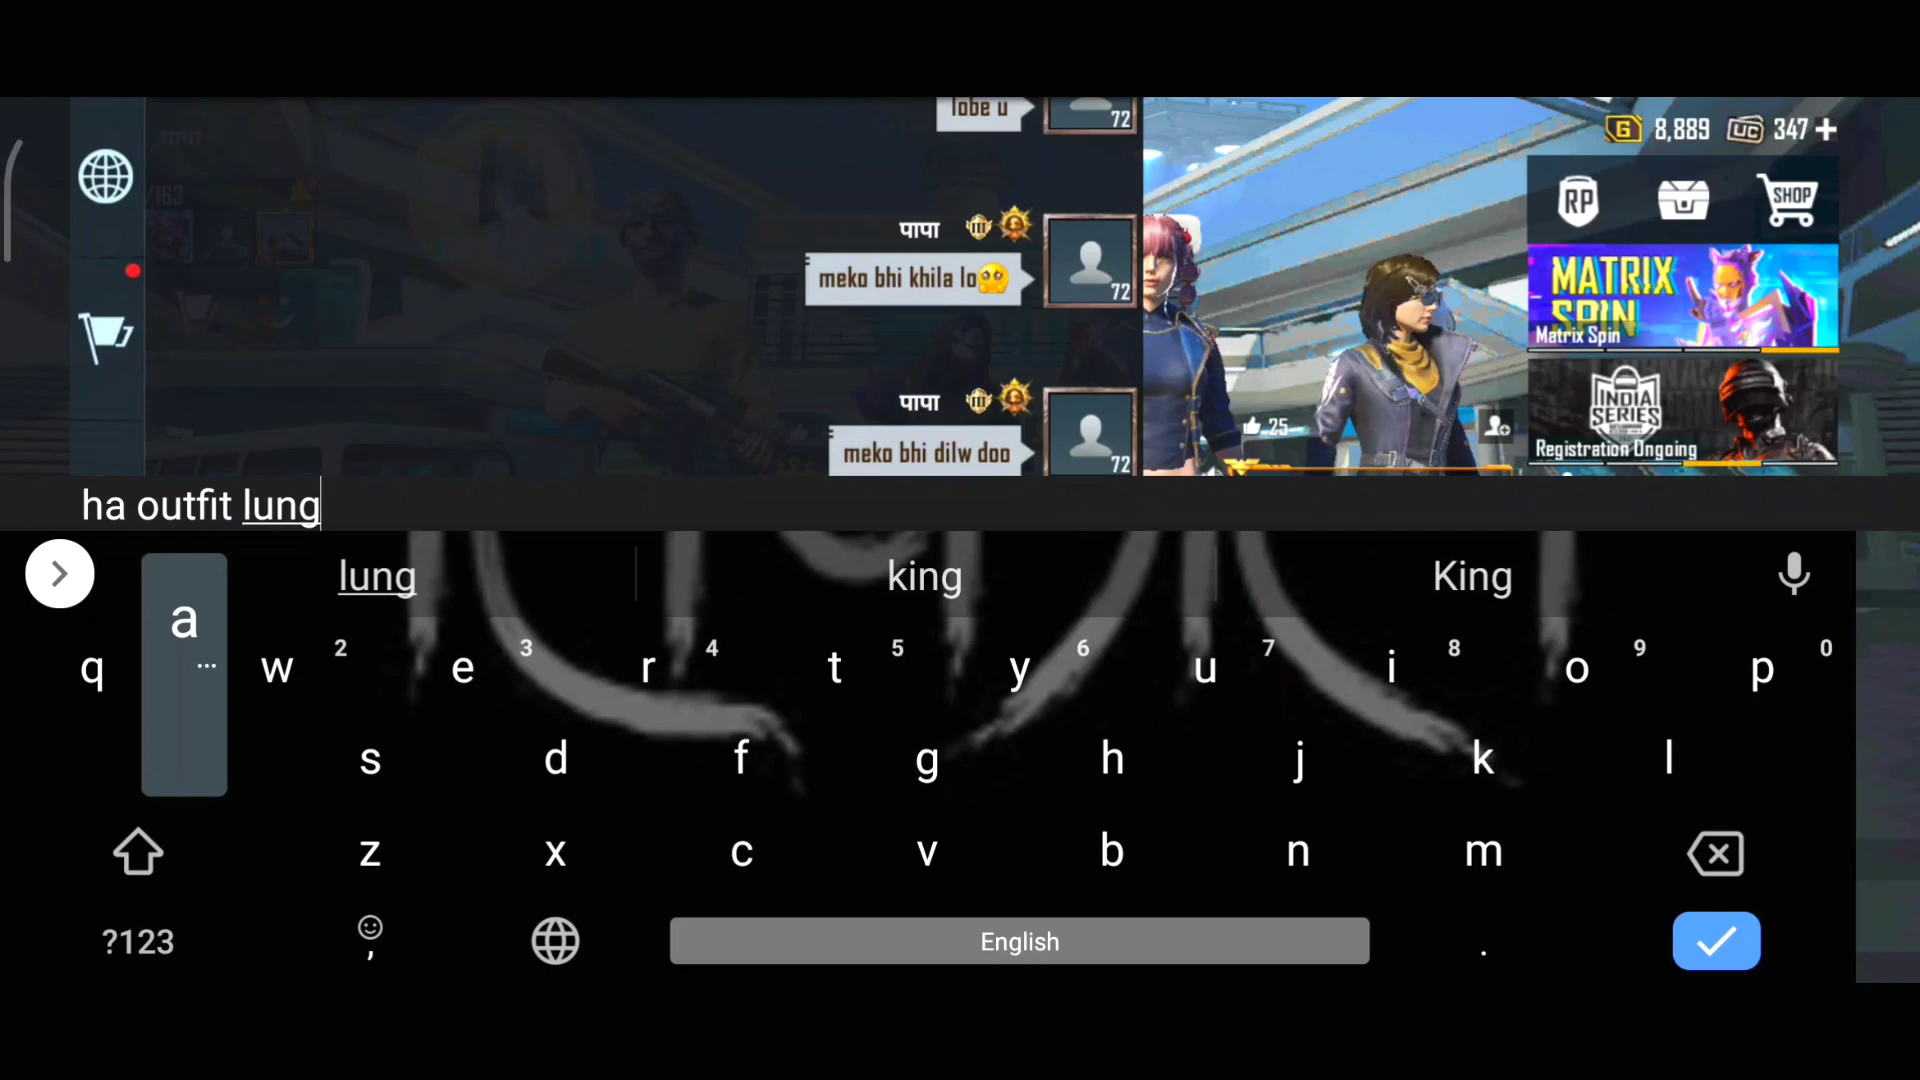 lobe u
72
8,889
UC
347
/163
पापा
meko bhi khila lo🥺
72
RP
SHOP
MATRIX
SPIN
Matrix Spin
पापा
meko bhi dilw doo
72
25
INDIA
SERIES
Registration Ongoing
ha outfit lung
lung
king
King
a
...
q
w
2
e
3
r
4
t
5
y
6
u
7
i
8
o
9
p
0
s
d
f
g
h
j
k
l
z
x
c
v
b
n
m
?123
,
English
.